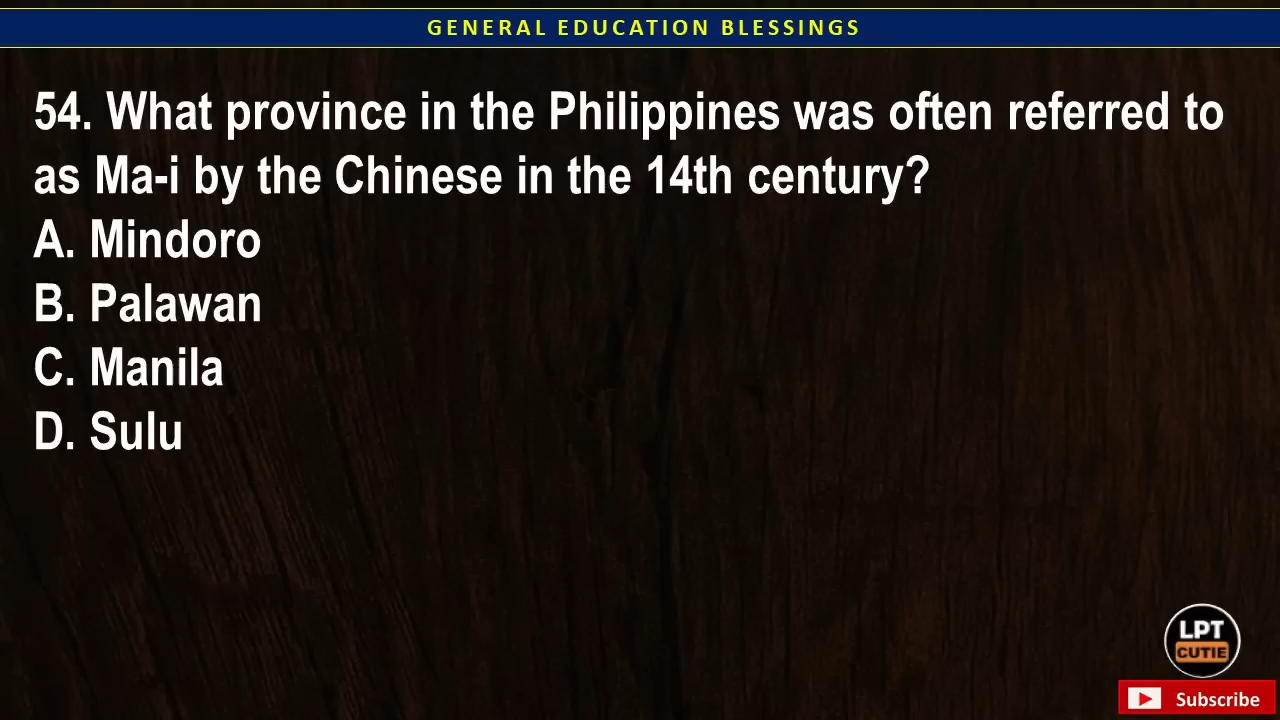 GENERAL EDUCATION BLESSINGS
54. What province in the Philippines was often referred to
as Ma-i by the Chinese in the 14th century?
A. Mindoro
B. Palawan
C. Manila
D. Sulu
LPT
CUTIE
Subscribe